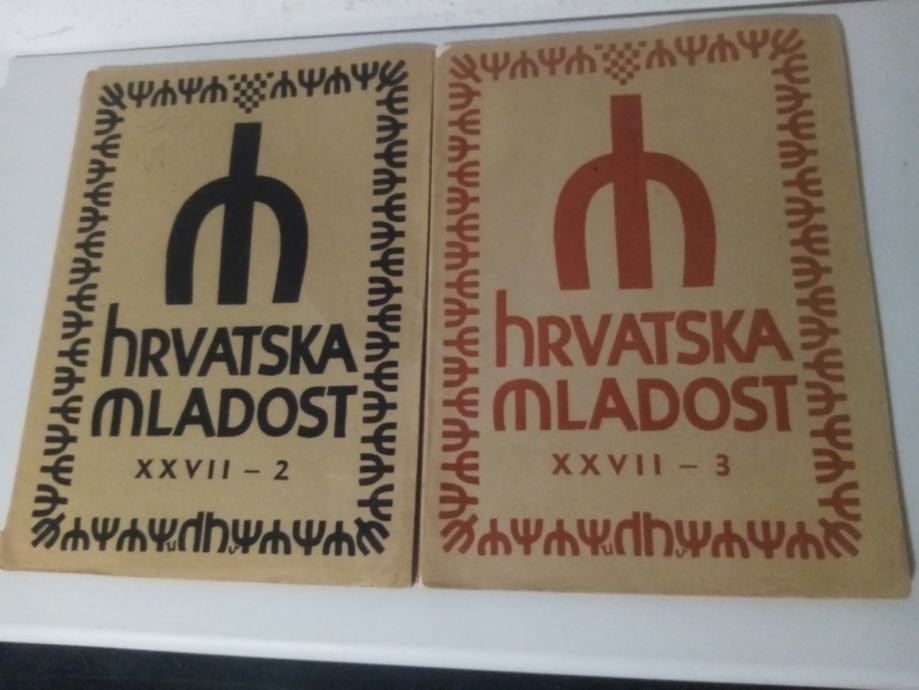 hRVATSKA
mLADOST
XXVII – 2
hRVATSKA
mLADOST
XXVII – 3